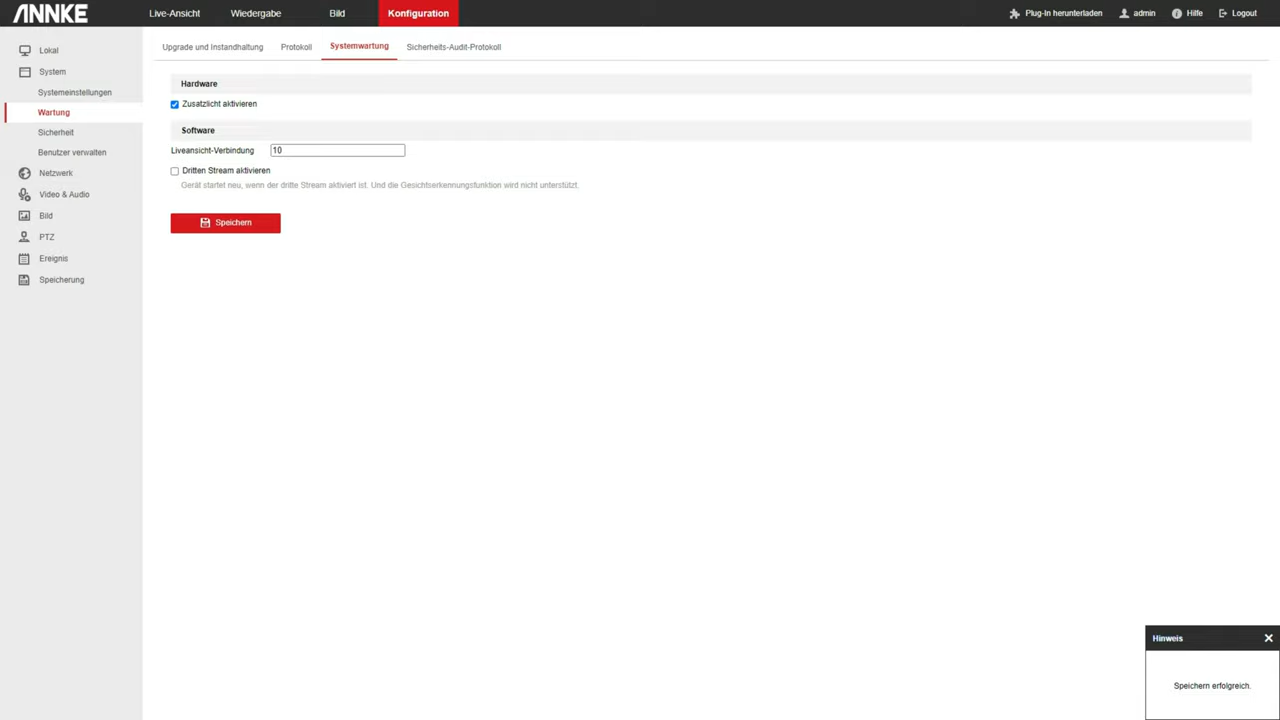 ANNKE
Live-Ansicht
Wiedergabe
Bild
Konfiguration
Plug-In herunterladen
admin
Hilfe
Logout
Lokal
System
Systemeinstellungen
Wartung
Sicherheit
Benutzer verwalten
Netzwerk
Video & Audio
Bild
PTZ
Ereignis
Speicherung
Upgrade und Instandhaltung
Protokoll
Systemwartung
Sicherheits-Audit-Protokoll
Hardware
Zusatzlicht aktivieren
Software
Liveansicht-Verbindung
10
Dritten Stream aktivieren
Gerät startet neu, wenn der dritte Stream aktiviert ist. Und die Gesichtserkennungsfunktion wird nicht unterstützt.
Speichern
Hinweis
Speichern erfolgreich.